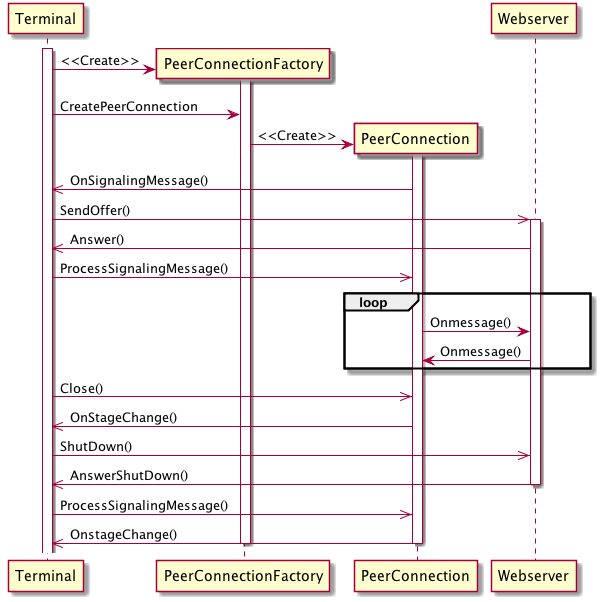 Terminal
Webserver
<<Create>>
PeerConnectionFactory
CreatePeerConnection
<<Create>>
PeerConnection
OnSignalingMessage()
SendOffer()
Answer()
ProcessSignalingMessage()
loop
Onmessage()
Onmessage()
Close()
OnStageChange()
ShutDown()
AnswerShutDown()
ProcessSignalingMessage()
OnstageChange()
Terminal
PeerConnectionFactory
PeerConnection
Webserver